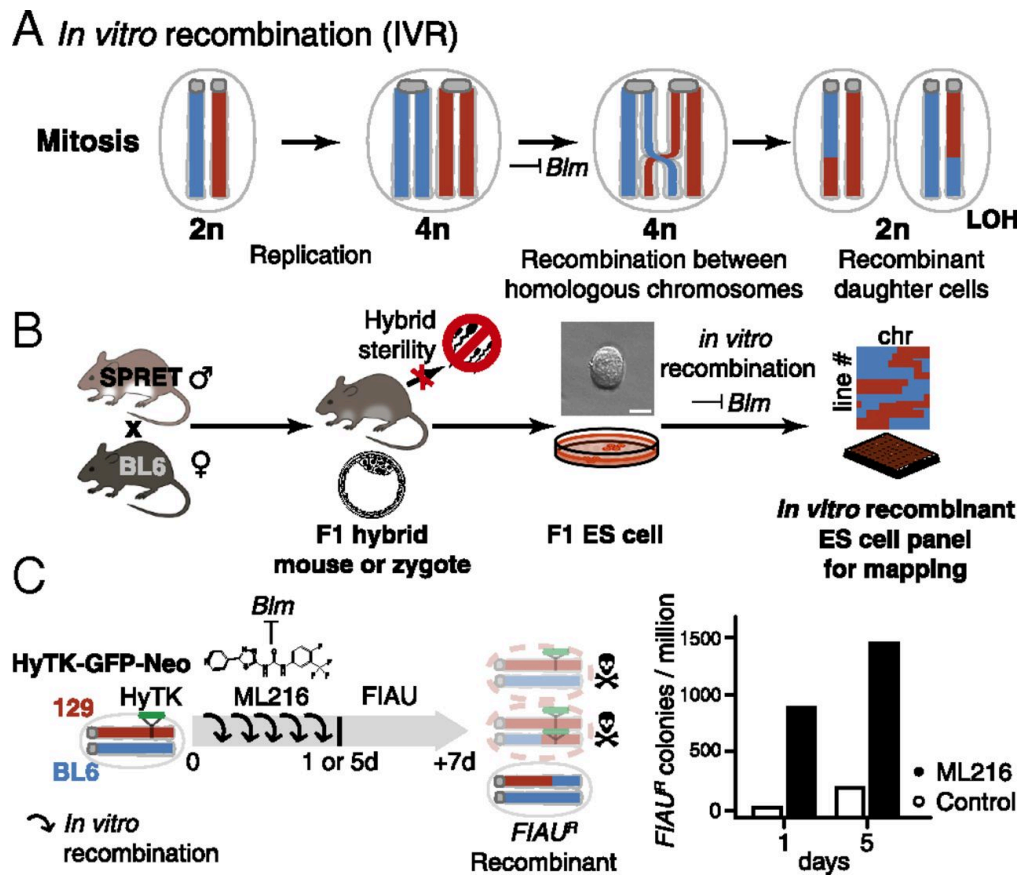 A In vitro recombination (IVR)
Mitosis
2n
Replication
4n
Blm
4n
Recombination between
homologous chromosomes
2n
LOH
Recombinant
daughter cells
B
SPRET ♂
x
BL6 ♀
Hybrid
sterility
F1 hybrid
mouse or zygote
F1 ES cell
in vitro
recombination
Blm
chr
line #
In vitro recombinant
ES cell panel
for mapping
C
HyTK-GFP-Neo
129
HyTK
BL6
Blm
ML216
FIAU
0
1 or 5d
+7d
In vitro
recombination
FIAUᴿ
Recombinant
FIAUᴿ colonies / million
1500
1000
500
0
1
5
days
ML216
Control